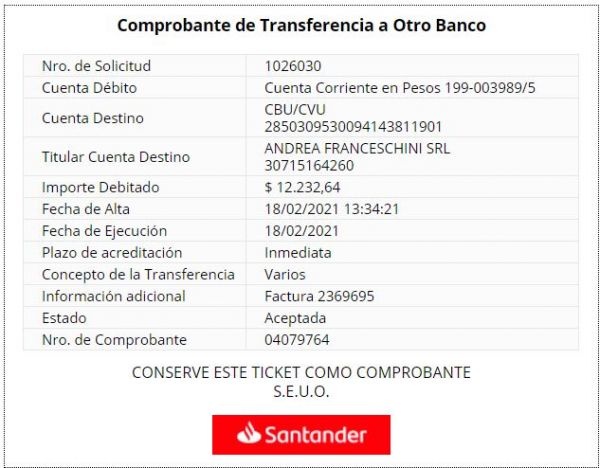 Comprobante de Transferencia a Otro Banco
Nro. de Solicitud 1026030
Cuenta Débito Cuenta Corriente en Pesos 199-003989/5
Cuenta Destino CBU/CVU
2850309530094143811901
Titular Cuenta Destino ANDREA FRANCESCHINI SRL
30715164260
Importe Debitado $ 12.232,64
Fecha de Alta 18/02/2021 13:34:21
Fecha de Ejecución 18/02/2021
Plazo de acreditación Inmediata
Concepto de la Transferencia Varios
Información adicional Factura 2369695
Estado Aceptada
Nro. de Comprobante 04079764
CONSERVE ESTE TICKET COMO COMPROBANTE
S.E.U.O.
Santander